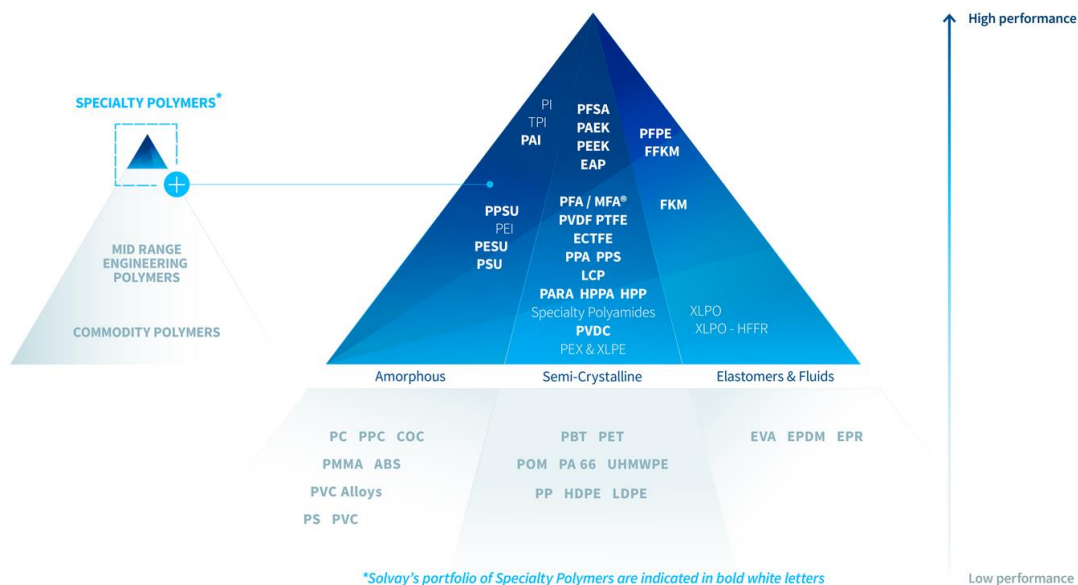 High performance
SPECIALTY POLYMERS*
MID RANGE
ENGINEERING
POLYMERS
COMMODITY POLYMERS
PI
TPI
PAI
PPSU
PEI
PESU
PSU
PFSA
PAEK
PEEK
EAP
PFA / MFA®
PVDF PTFE
ECTFE
PPA PPS
LCP
PARA HPPA HPP
Specialty Polyamides
PVDC
PEX & XLPE
PFPE
FFKM
FKM
XLPO
XLPO - HFFR
Amorphous
Semi-Crystalline
Elastomers & Fluids
PC PPC COC
PMMA ABS
PVC Alloys
PS PVC
PBT PET
POM PA 66 UHMWPE
PP HDPE LDPE
EVA EPDM EPR
*Solvay's portfolio of Specialty Polymers are indicated in bold white letters
Low performance